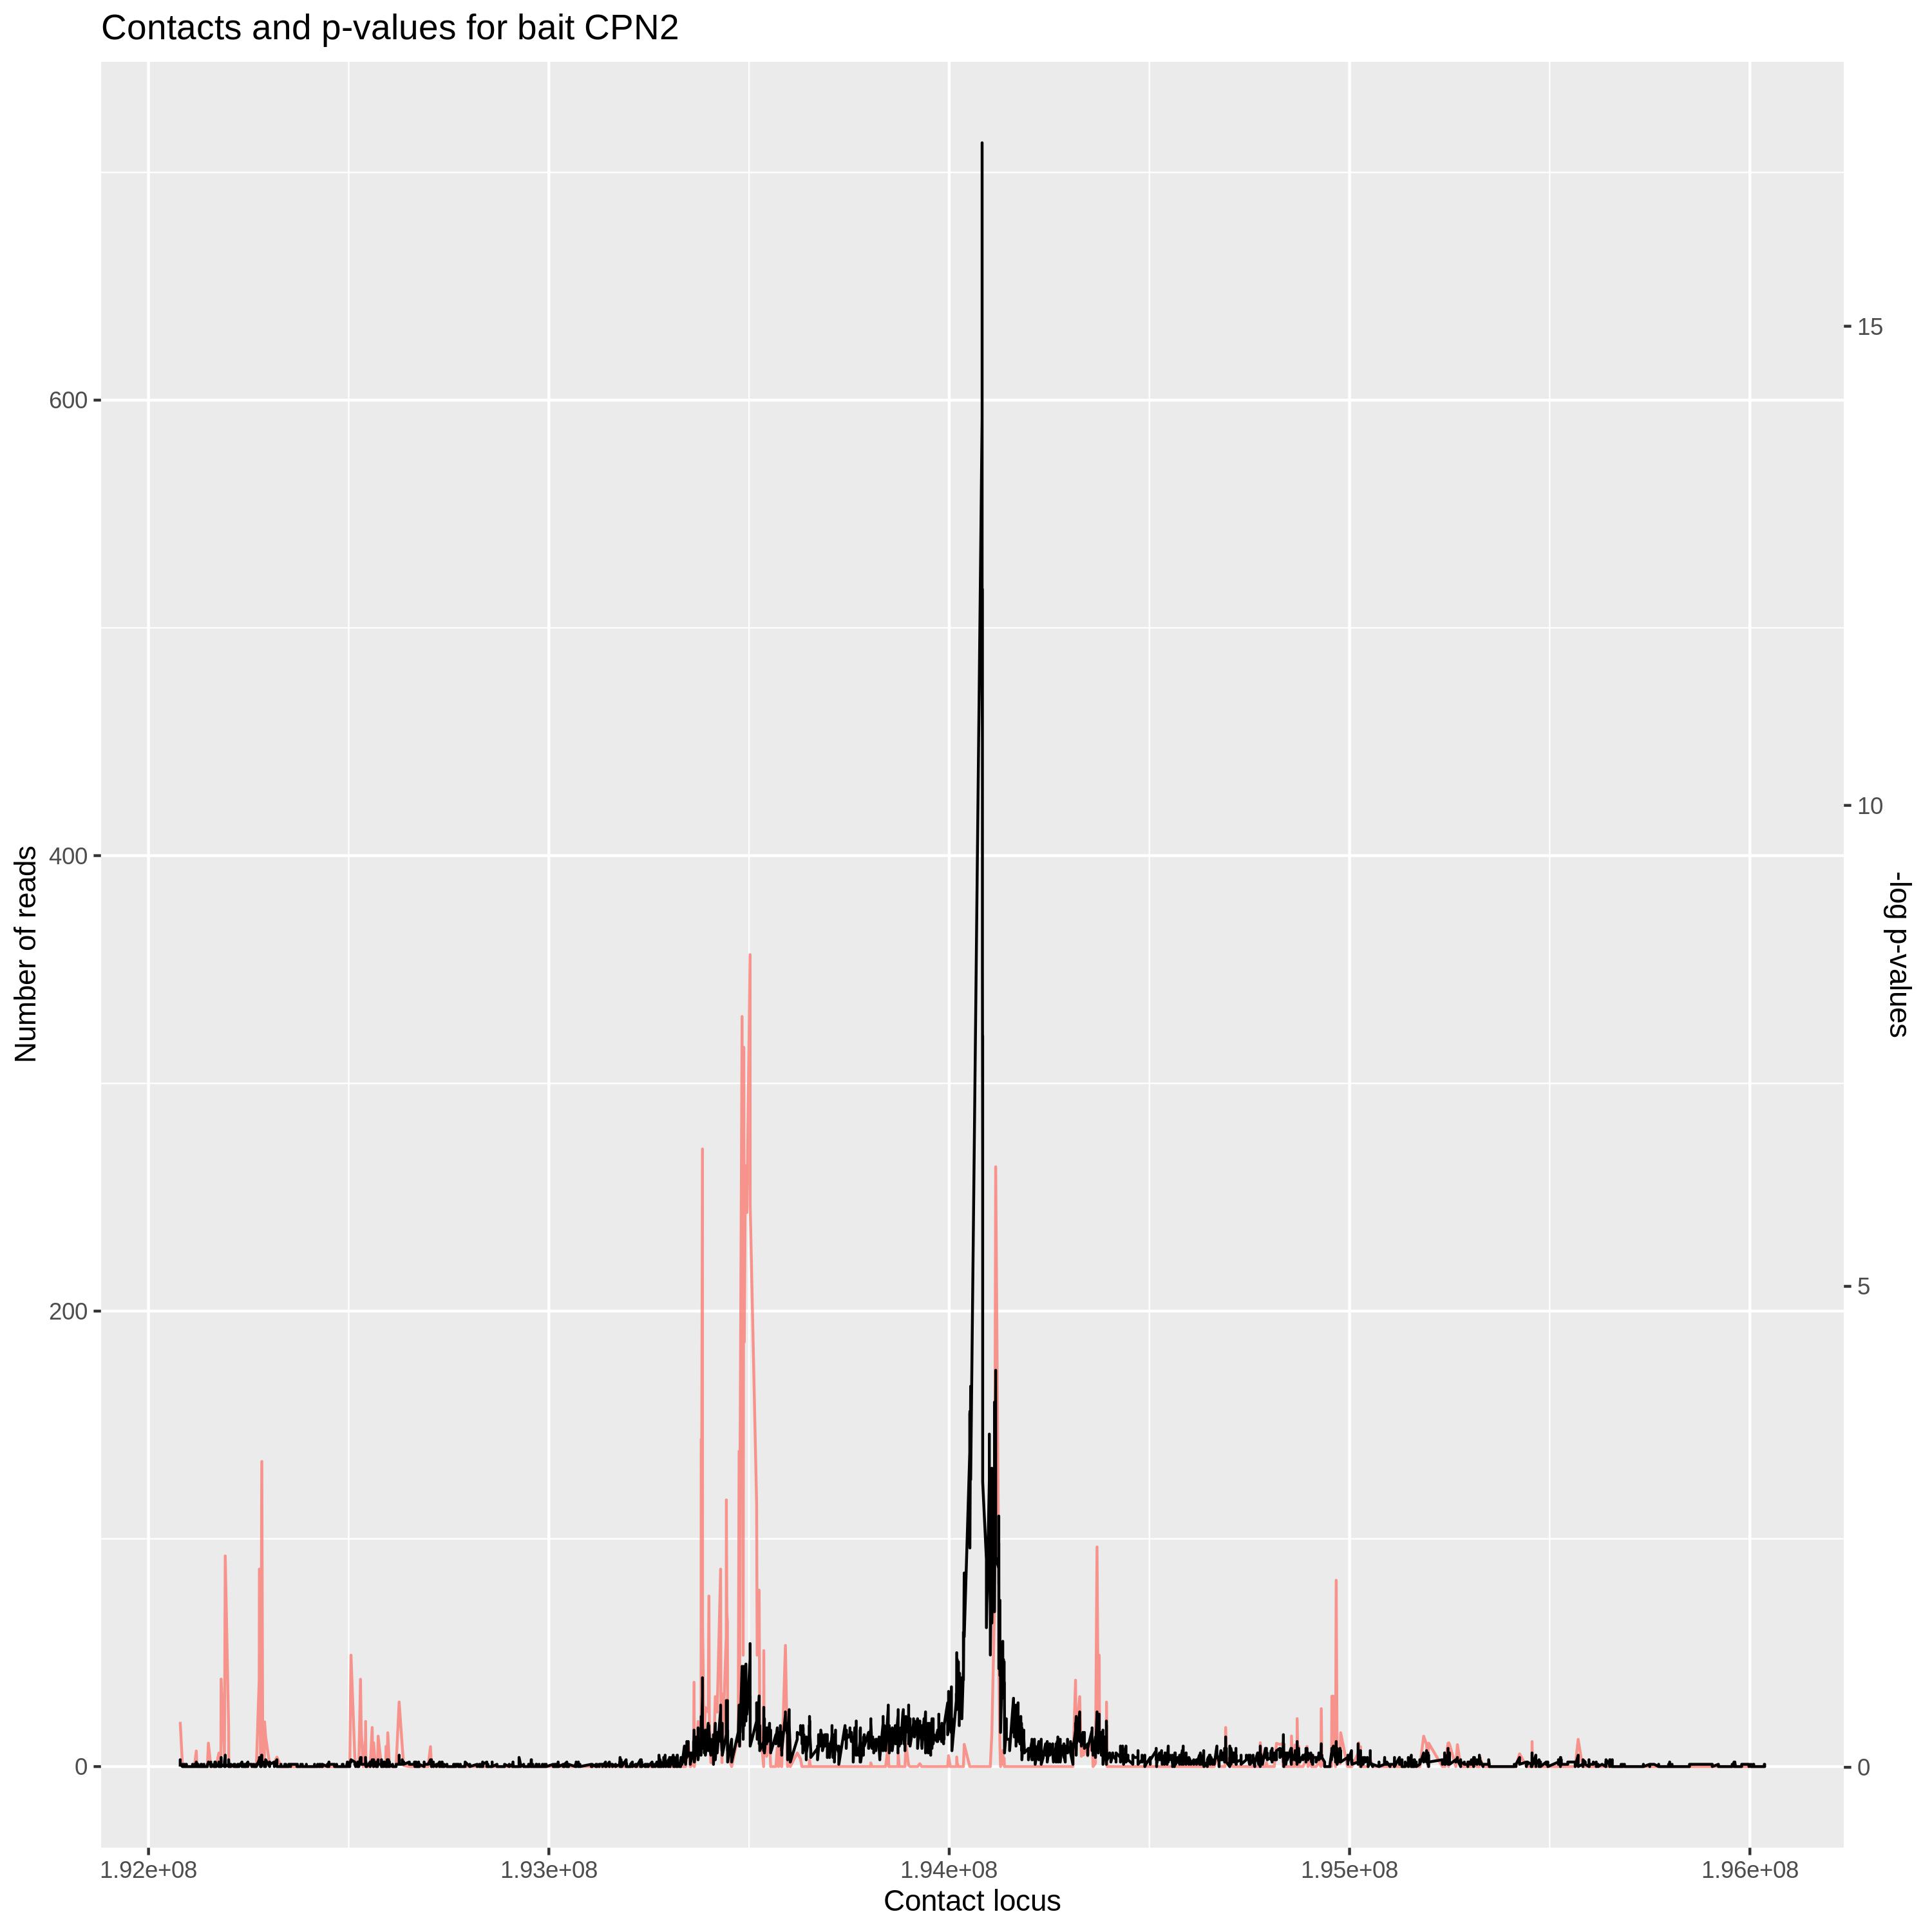 Contacts and p-values for bait CPN2
600
400
200
0
Number of reads
15
10
5
0
-log p-values
1.92e+08
1.93e+08
1.94e+08
1.95e+08
1.96e+08
Contact locus